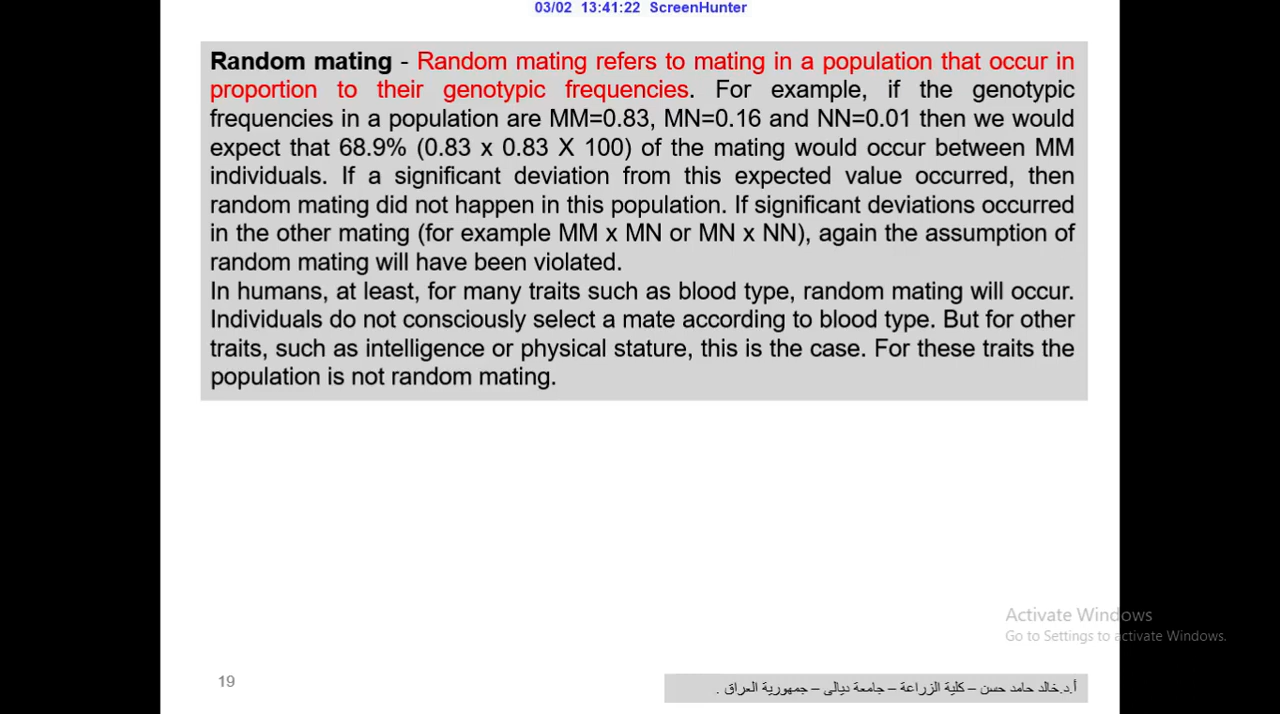 03/02 13:41:22 ScreenHunter
Random mating - Random mating refers to mating in a population that occur in
proportion to their genotypic frequencies. For example, if the genotypic
frequencies in a population are MM=0.83, MN=0.16 and NN=0.01 then we would
expect that 68.9% (0.83 x 0.83 X 100) of the mating would occur between MM
individuals. If a significant deviation from this expected value occurred, then
random mating did not happen in this population. If significant deviations occurred
in the other mating (for example MM x MN or MN x NN), again the assumption of
random mating will have been violated.
In humans, at least, for many traits such as blood type, random mating will occur.
Individuals do not consciously select a mate according to blood type. But for other
traits, such as intelligence or physical stature, this is the case. For these traits the
population is not random mating.
Activate Windows
Go to Settings to activate Windows.
19
أ.د.خالد حامد حسن – كلية الزراعة – جامعة ديالى – جمهورية العراق .